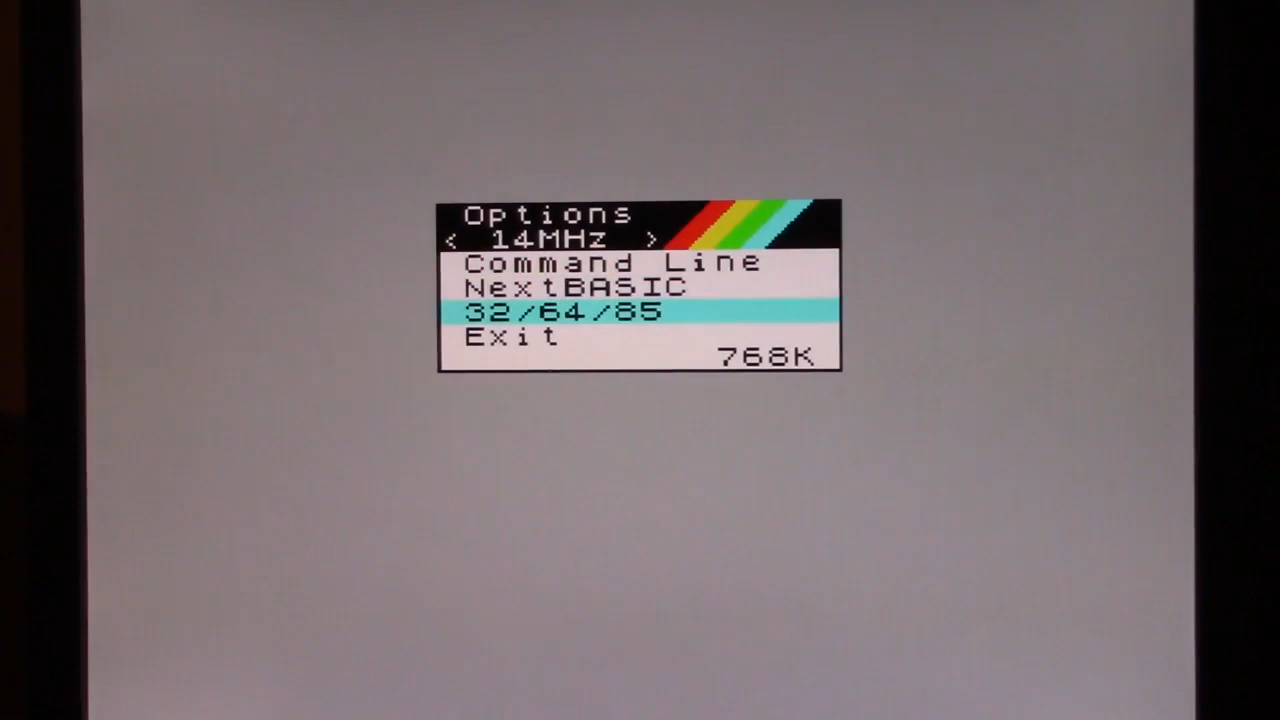 Options
< 14MHz >
Command Line
NextBASIC
32/64/85
Exit
768K